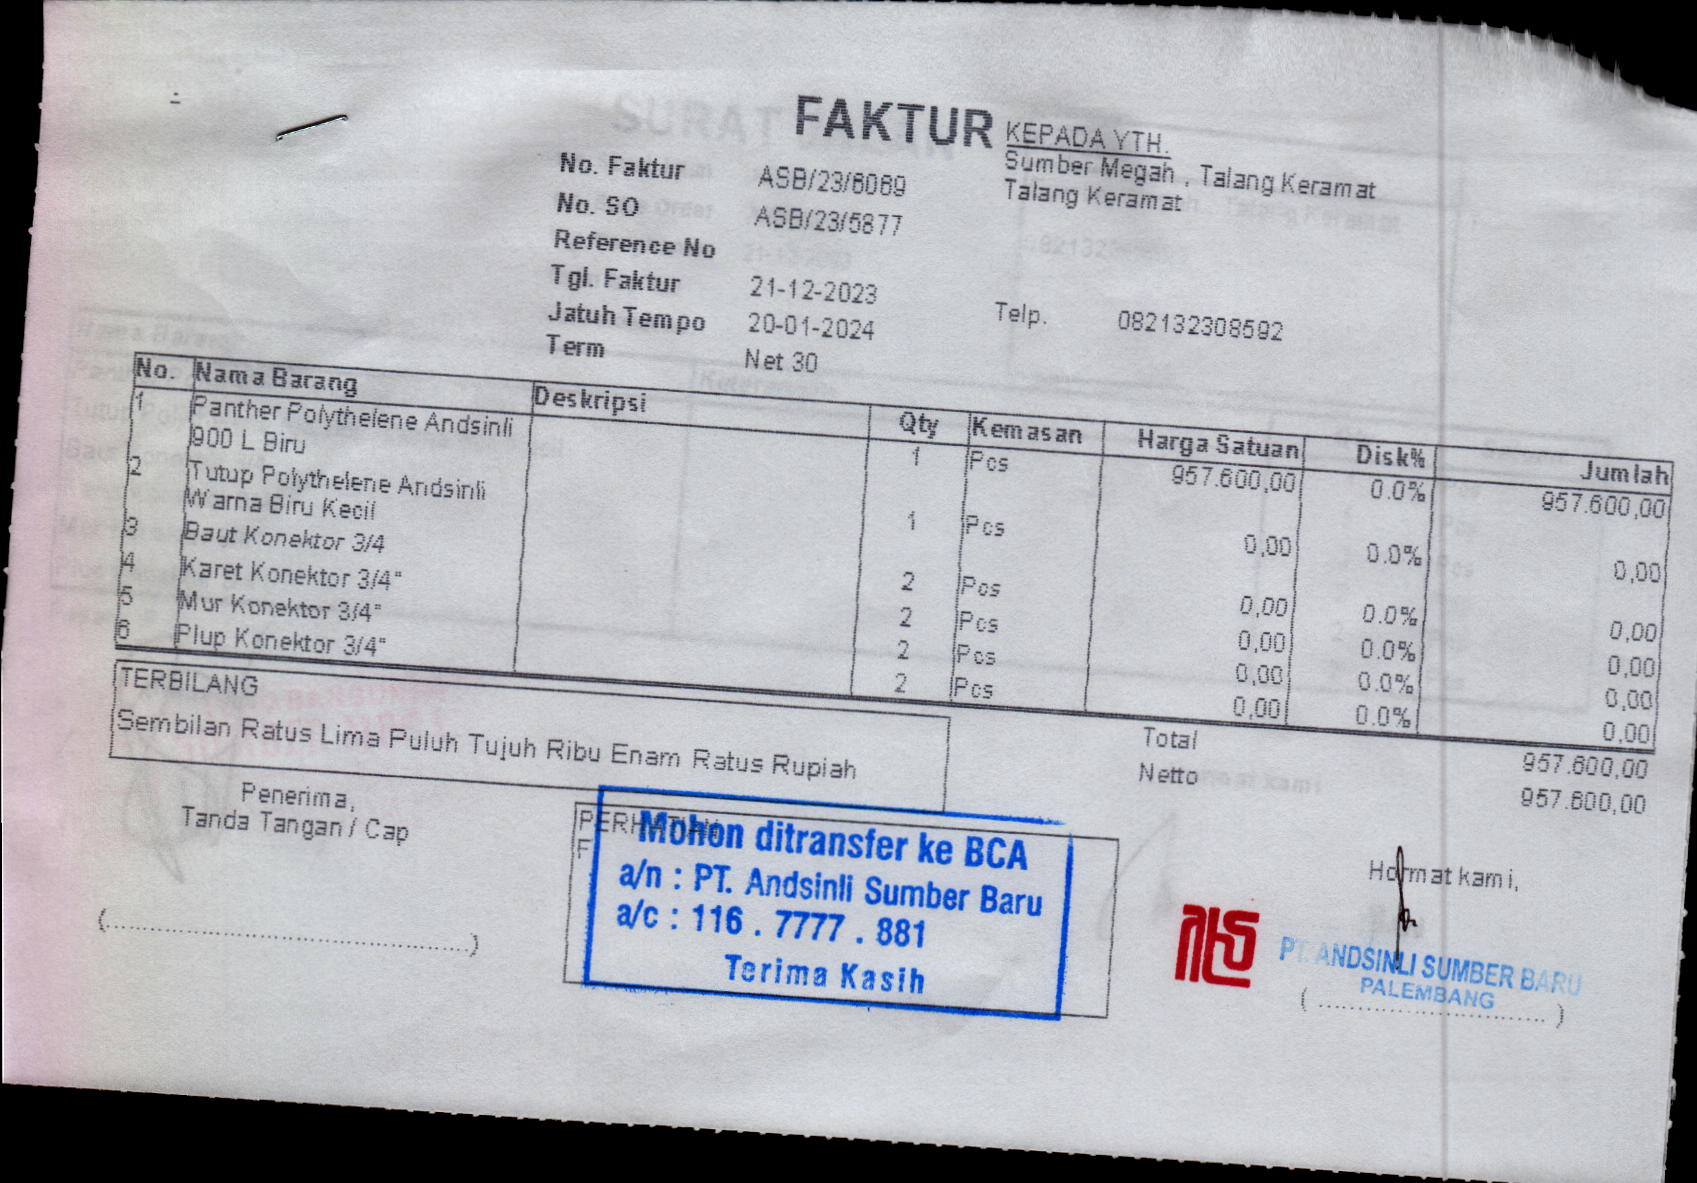 FAKTUR
No. Faktur ASB/23/6069
No. SO ASB/23/5877
Reference No
Tgl. Faktur 21-12-2023
Jatuh Tempo 20-01-2024
Term Net 30
KEPADA YTH.
Sumber Megah , Talang Keramat
Talang Keramat
Telp. 082132308592
No. Nama Barang Deskripsi Qty Kemasan Harga Satuan Disk% Jumlah
1 Panther Polythelene Andsinli 1 Pcs 957.600,00 0.0% 957.600,00
900 L Biru
2 Tutup Polythelene Andsinli 1 Pcs 0,00 0.0% 0,00
Warna Biru Kecil
3 Baut Konektor 3/4 2 Pcs 0,00 0.0% 0,00
4 Karet Konektor 3/4" 2 Pcs 0,00 0.0% 0,00
5 Mur Konektor 3/4" 2 Pcs 0,00 0.0% 0,00
6 Plup Konektor 3/4" 2 Pcs 0,00 0.0% 0,00
TERBILANG
Sembilan Ratus Lima Puluh Tujuh Ribu Enam Ratus Rupiah
Total 957.600,00
Netto 957.600,00
Penerima,
Tanda Tangan / Cap
(..............................................)
PERHATIAN
Mohon ditransfer ke BCA
a/n : PT. Andsinli Sumber Baru
a/c : 116 . 7777 . 881
Terima Kasih
Hormat kami,
PT. ANDSINLI SUMBER BARU
PALEMBANG
( ............................. )